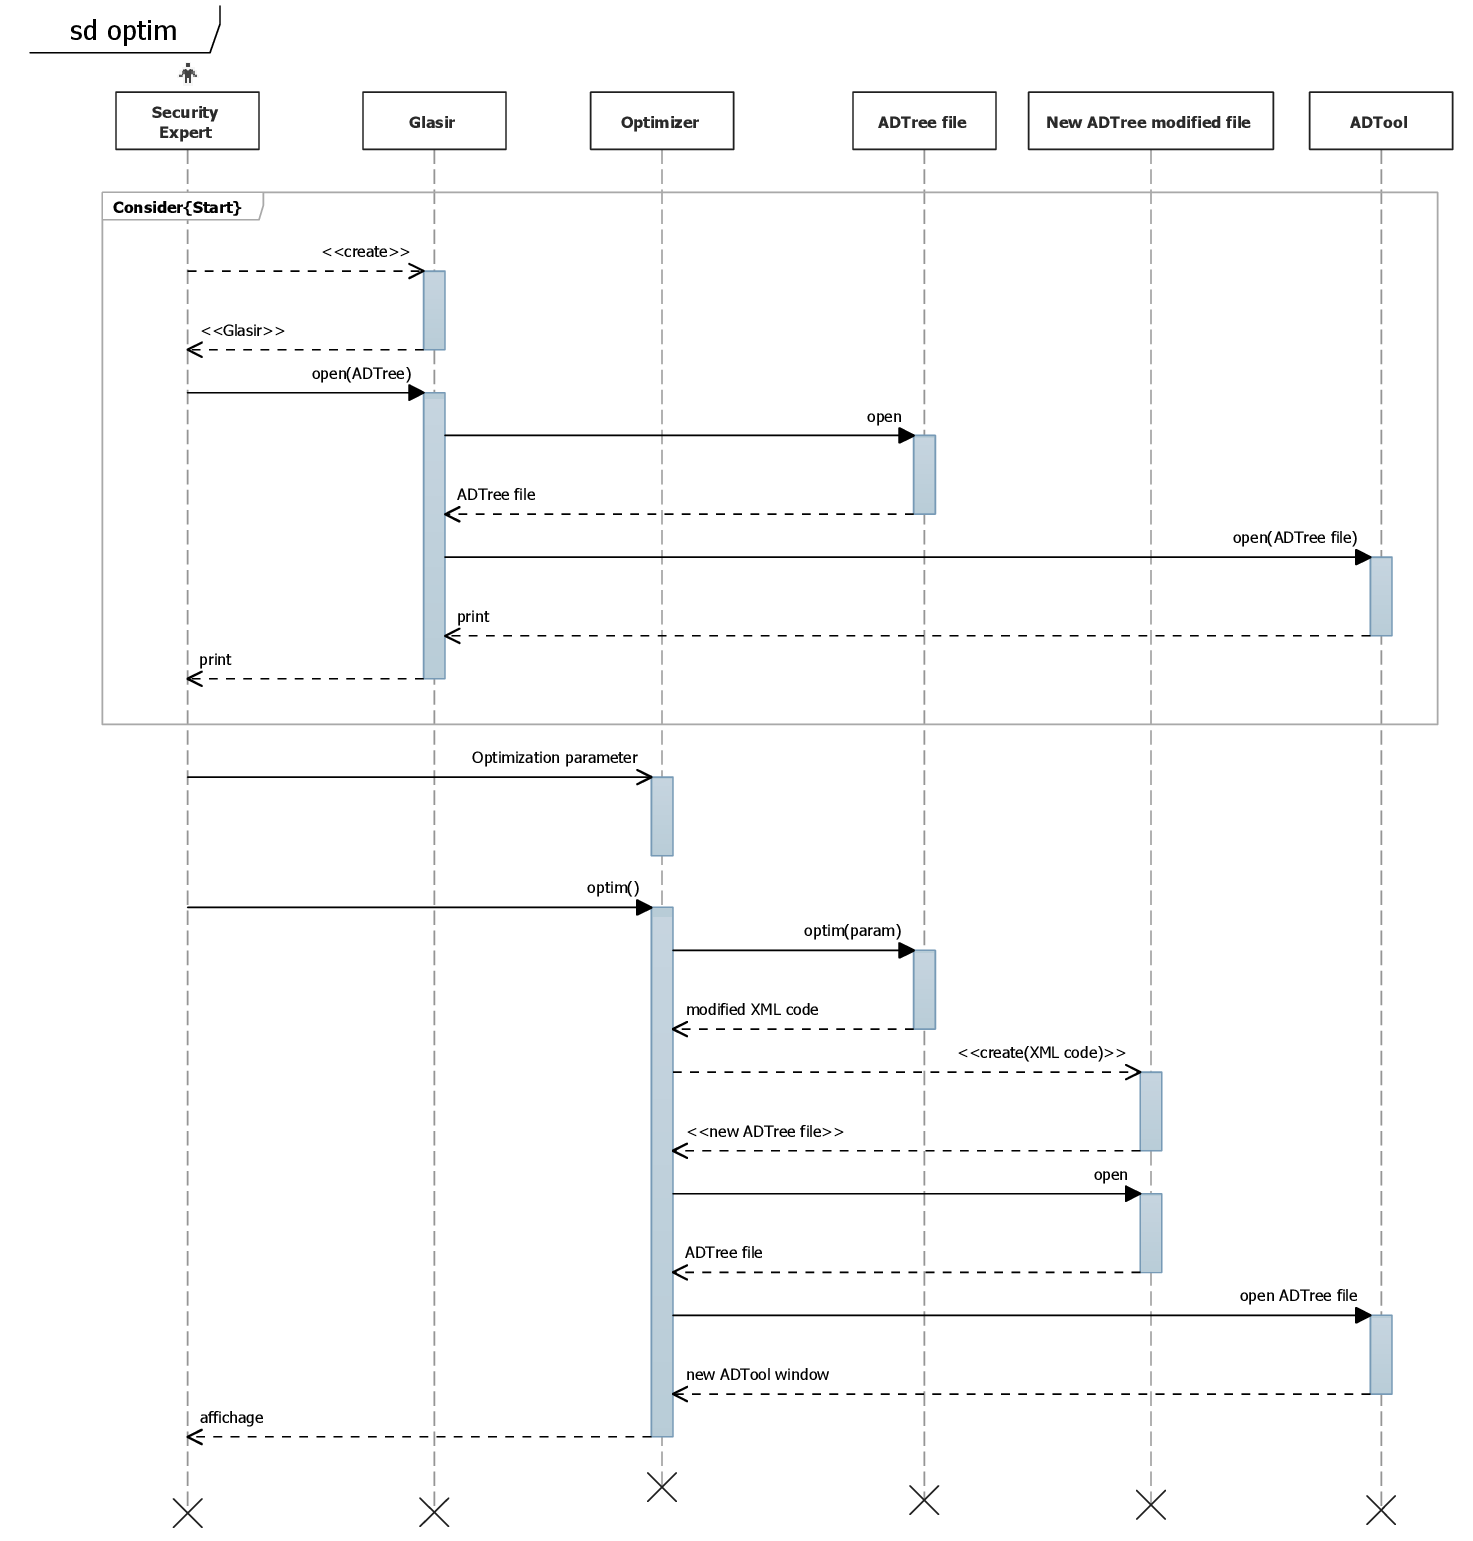 sd optim
Security
Expert
Glasir
Optimizer
ADTree file
New ADTree modified file
ADTool
Consider{Start}
<<create>>
<<Glasir>>
open(ADTree)
open
ADTree file
open(ADTree file)
print
print
Optimization parameter
optim()
optim(param)
modified XML code
<<create(XML code)>>
<<new ADTree file>>
open
ADTree file
open ADTree file
new ADTool window
affichage